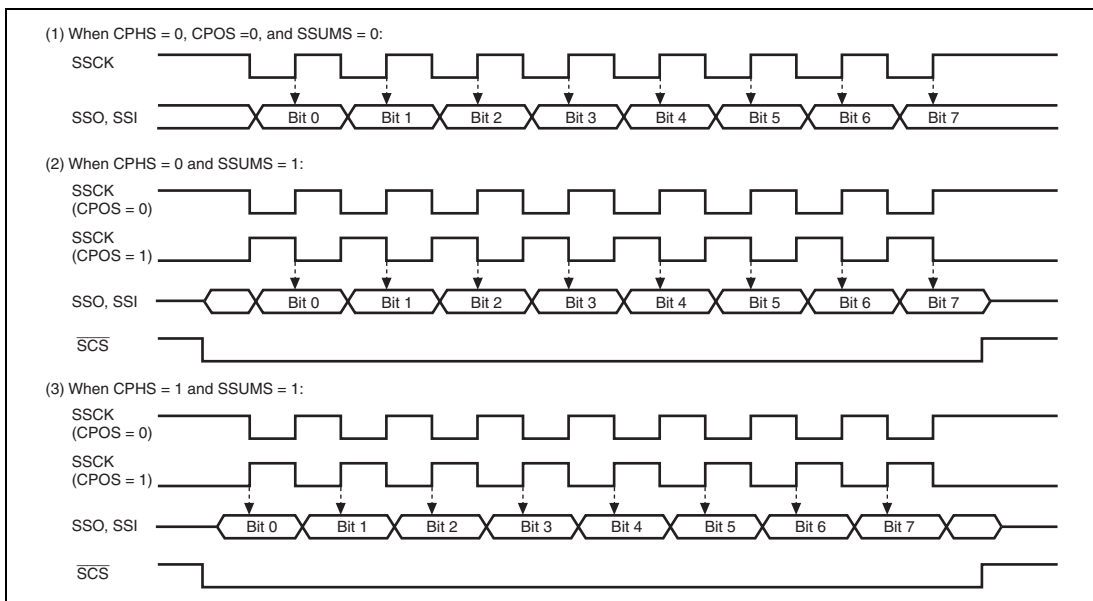 (1) When CPHS = 0, CPOS =0, and SSUMS = 0:
SSCK
SSO, SSI
Bit 0 Bit 1 Bit 2 Bit 3 Bit 4 Bit 5 Bit 6 Bit 7
(2) When CPHS = 0 and SSUMS = 1:
SSCK
(CPOS = 0)
SSCK
(CPOS = 1)
SSO, SSI
Bit 0 Bit 1 Bit 2 Bit 3 Bit 4 Bit 5 Bit 6 Bit 7
SCS
(3) When CPHS = 1 and SSUMS = 1:
SSCK
(CPOS = 0)
SSCK
(CPOS = 1)
SSO, SSI
Bit 0 Bit 1 Bit 2 Bit 3 Bit 4 Bit 5 Bit 6 Bit 7
SCS